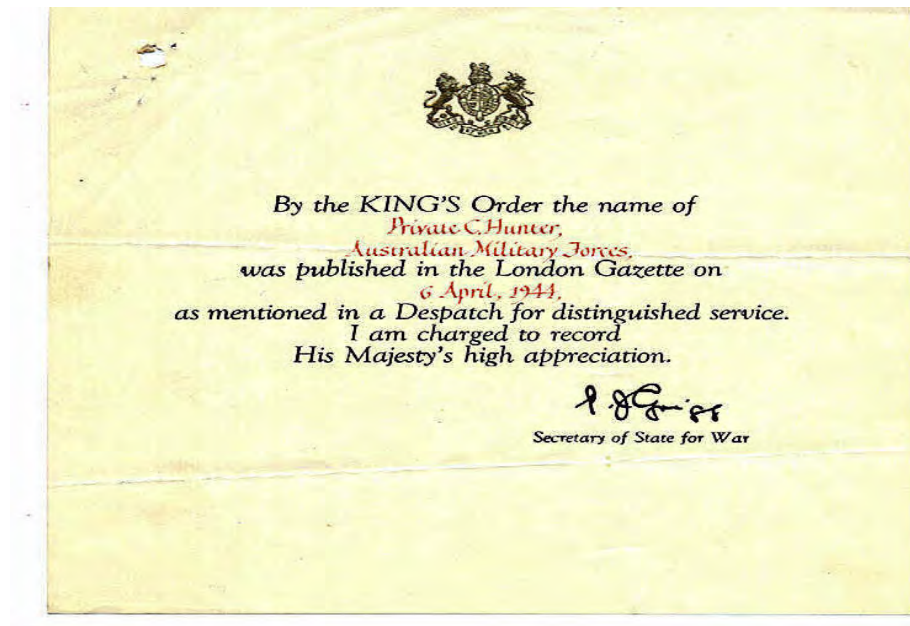 By the KING'S Order the name of
Private C. Hunter,
Australian Military Forces,
was published in the London Gazette on
6 April, 1944,
as mentioned in a Despatch for distinguished service.
I am charged to record
His Majesty's high appreciation.
P. J. Grigg
Secretary of State for War